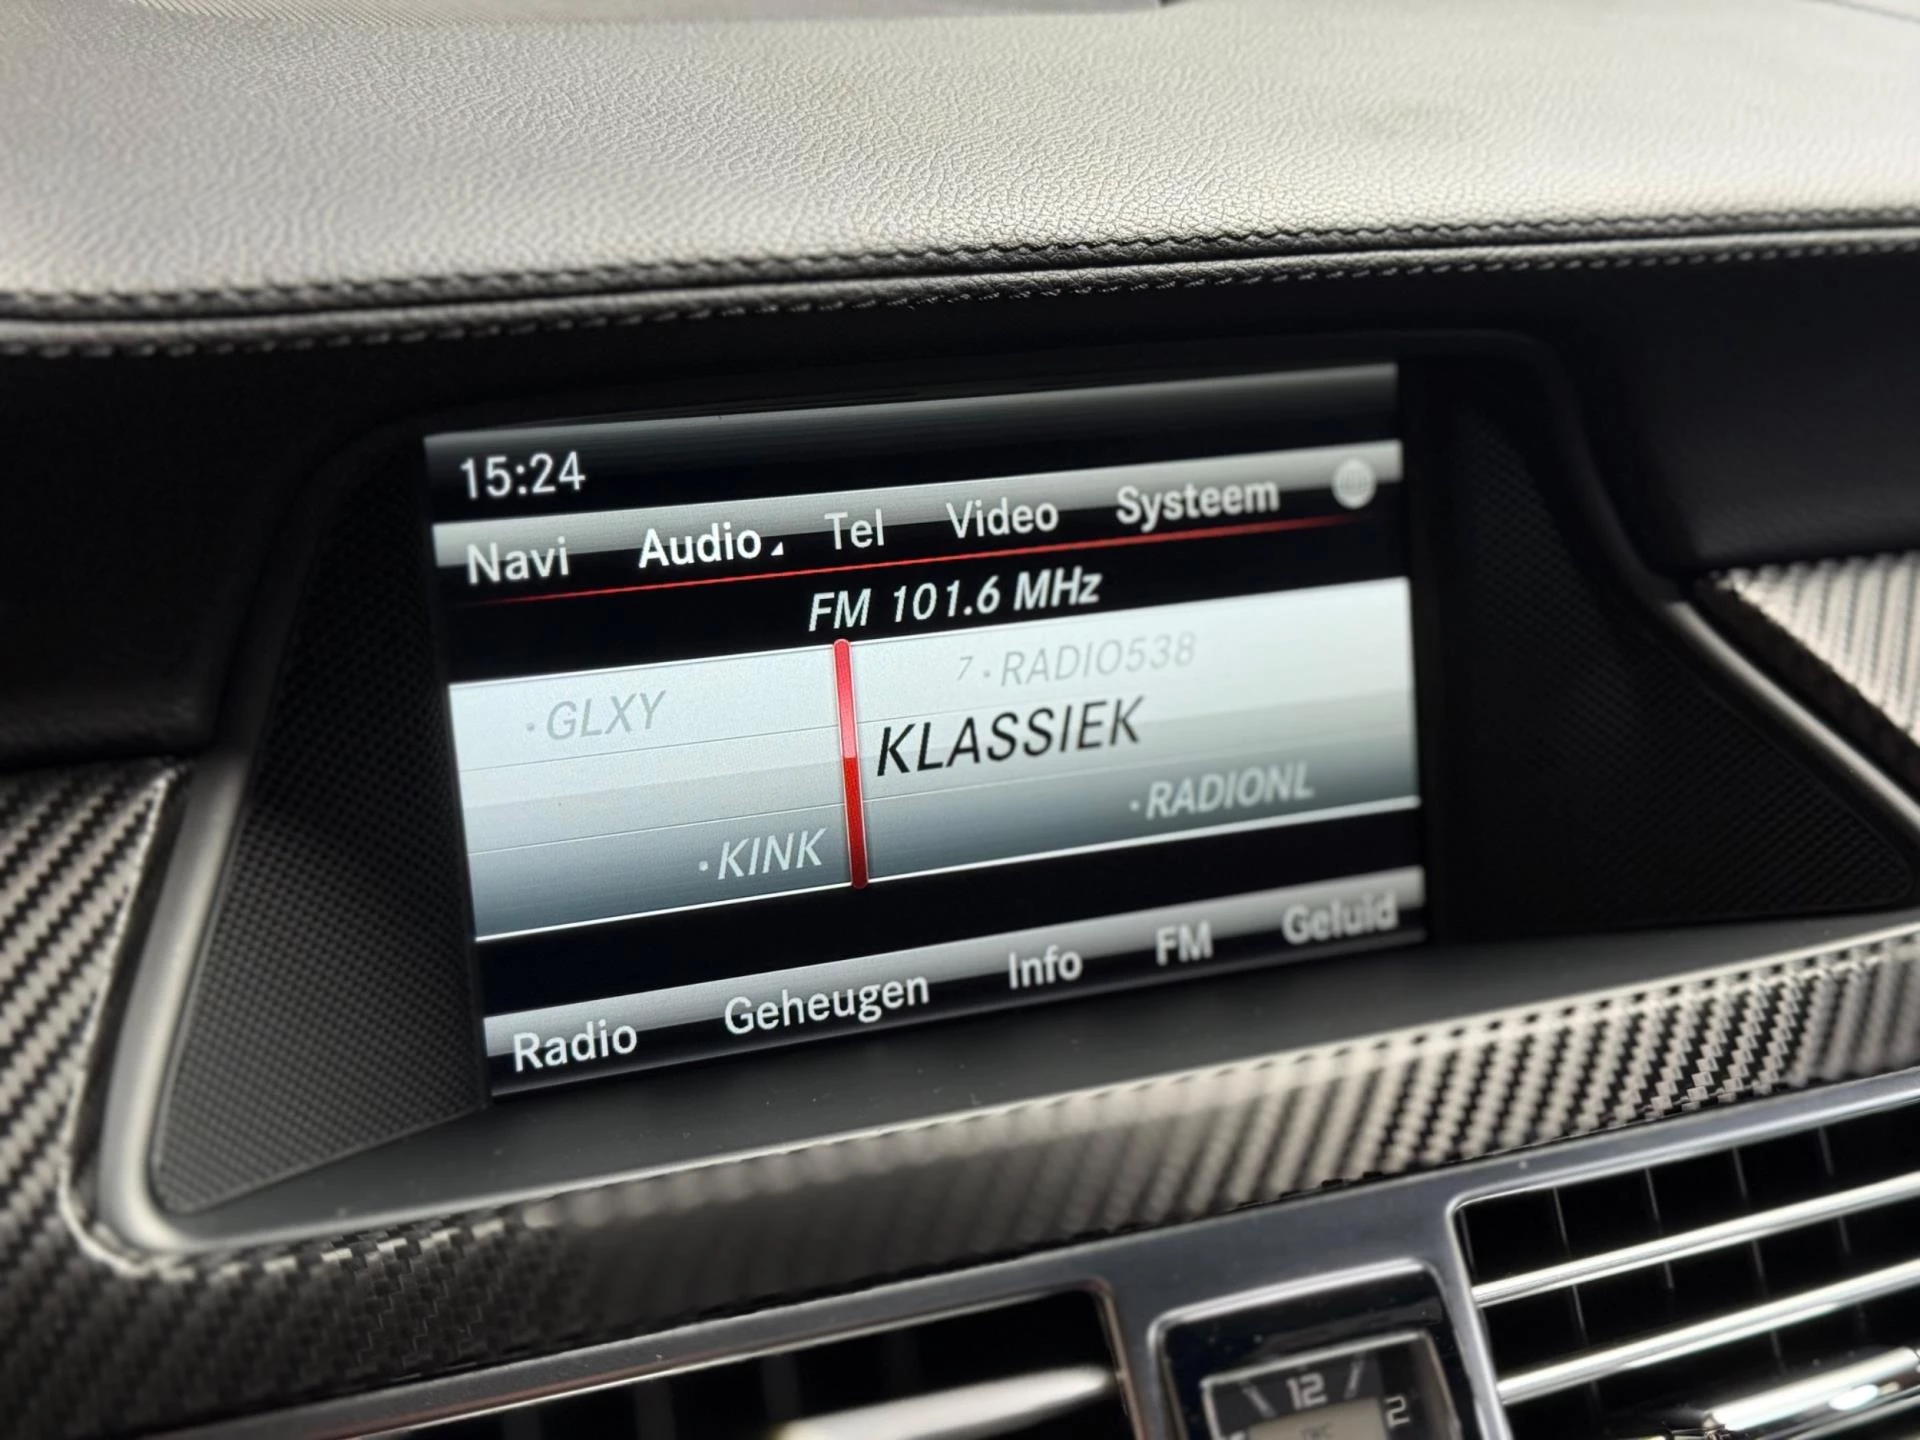 15:24
Navi Audio Tel Video Systeem
FM 101.6 MHz
7 · RADIO538
· GLXY
KLASSIEK
· RADIONL
· KINK
Radio Geheugen Info FM Geluid
12
2